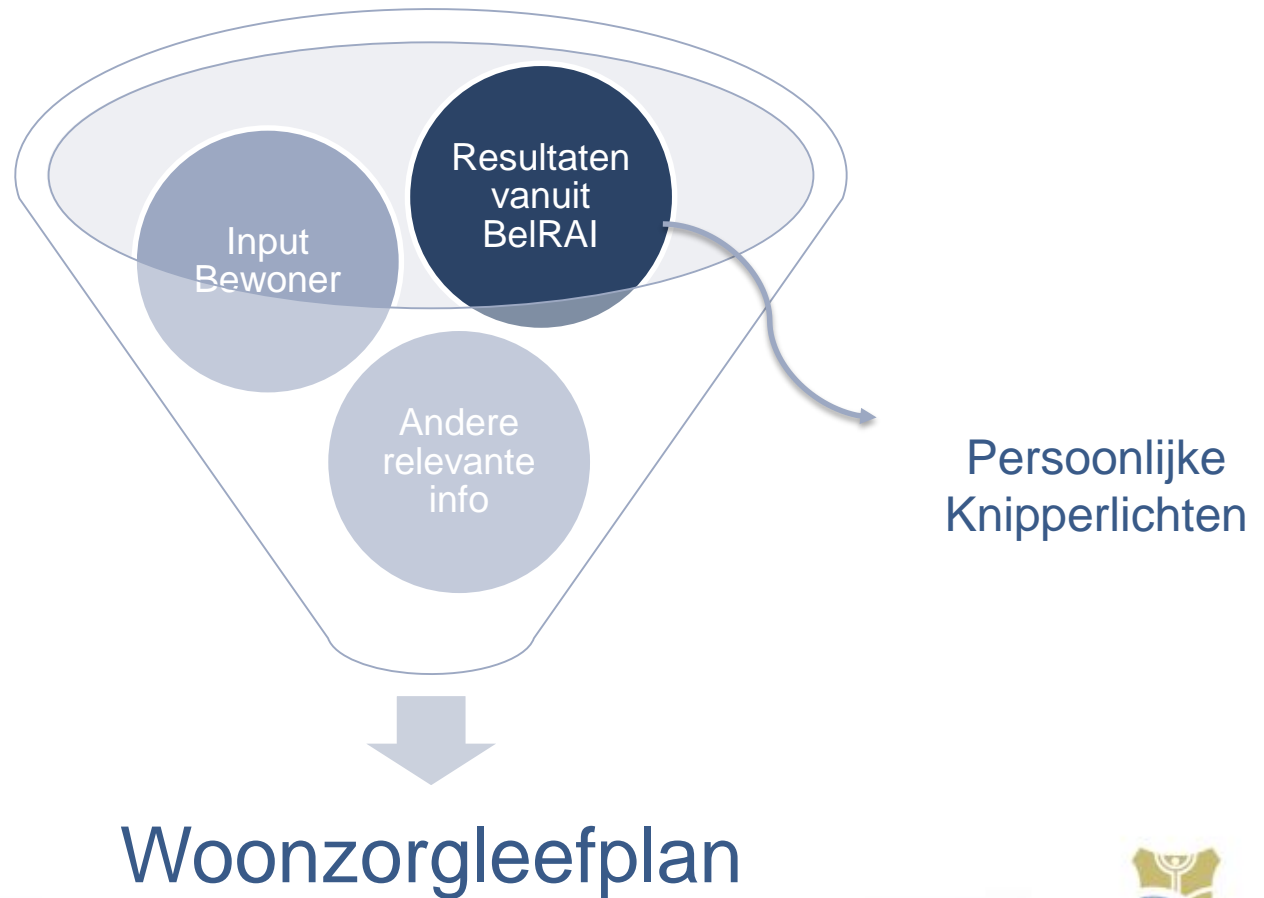 Resultaten
vanuit
BelRAI
Input
Bewoner
Andere
relevante
info
Persoonlijke
Knipperlichten
Woonzorgleefplan